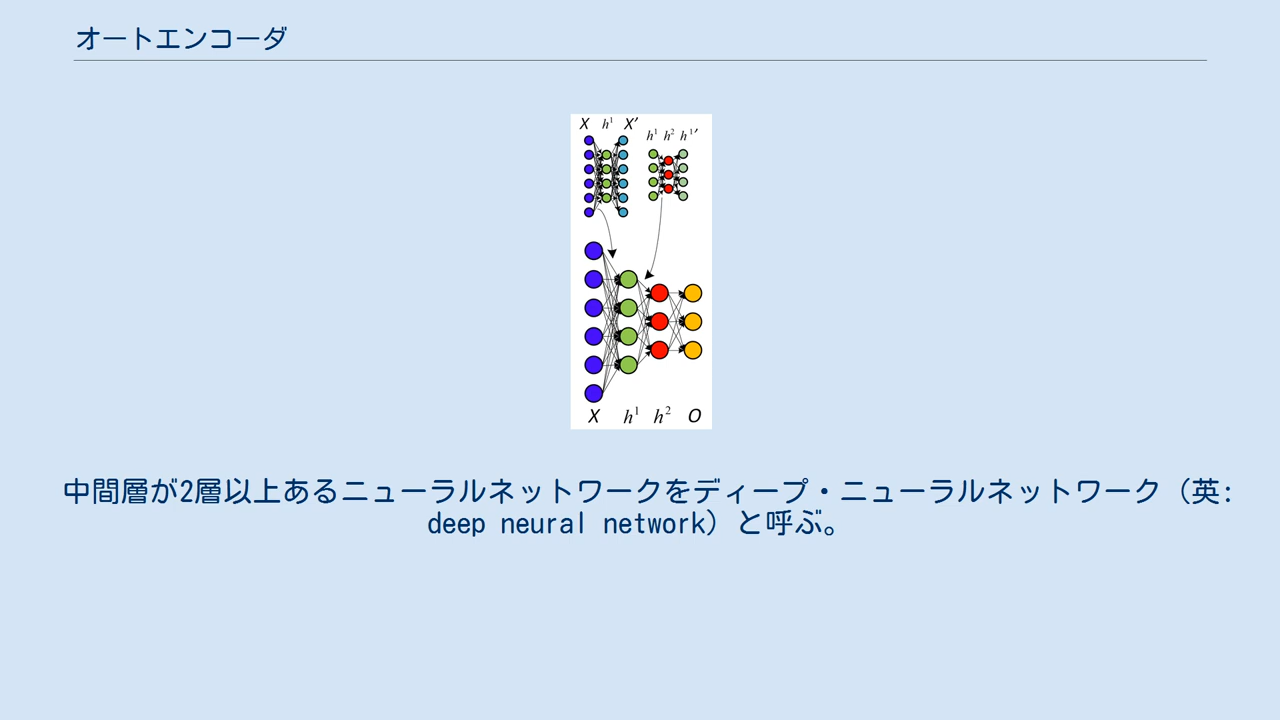 オートエンコーダ
X h¹ X′
h¹ h² h¹′
X h¹ h² O
中間層が2層以上あるニューラルネットワークをディープ・ニューラルネットワーク（英:
deep neural network）と呼ぶ。